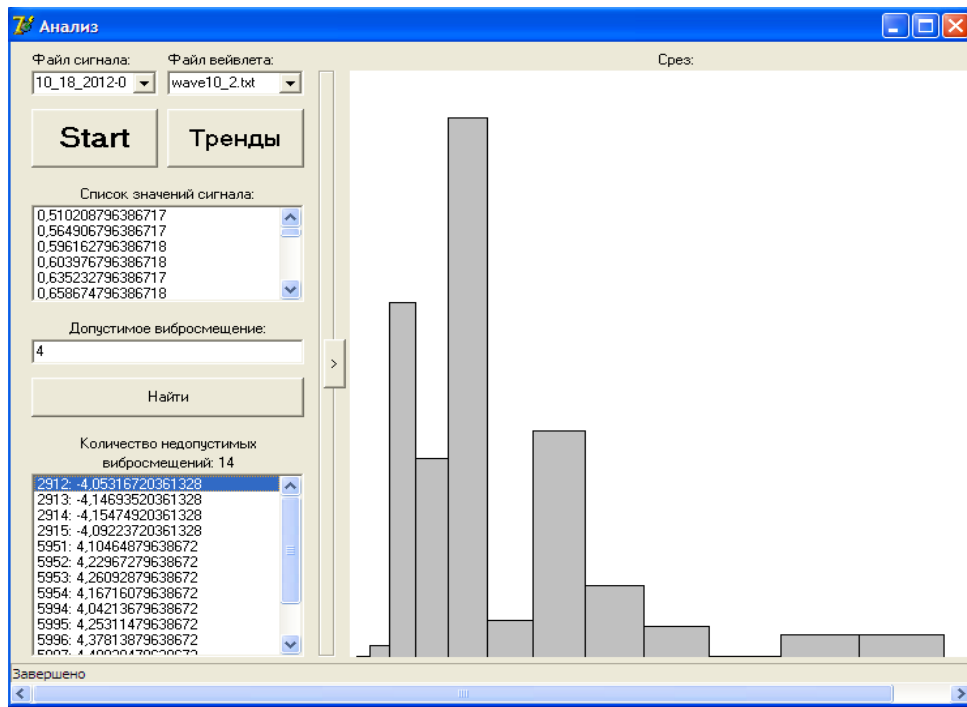 Анализ
Файл сигнала: Файл вейвлета:
10_18_2012-0 wave10_2.txt
Start Тренды
Список значений сигнала:
0,510208796386717
0,564906796386717
0,596162796386718
0,603976796386718
0,635232796386717
0,658674796386718
Допустимое вибросмещение:
4
Найти
Количество недопустимых
вибросмещений: 14
2912: -4,05316720361328
2913: -4,14693520361328
2914: -4,15474920361328
2915: -4,09223720361328
5951: 4,10464879638672
5952: 4,22967279638672
5953: 4,26092879638672
5954: 4,16716079638672
5994: 4,04213679638672
5995: 4,25311479638672
5996: 4,37813879638672
Срез:
>
Завершено